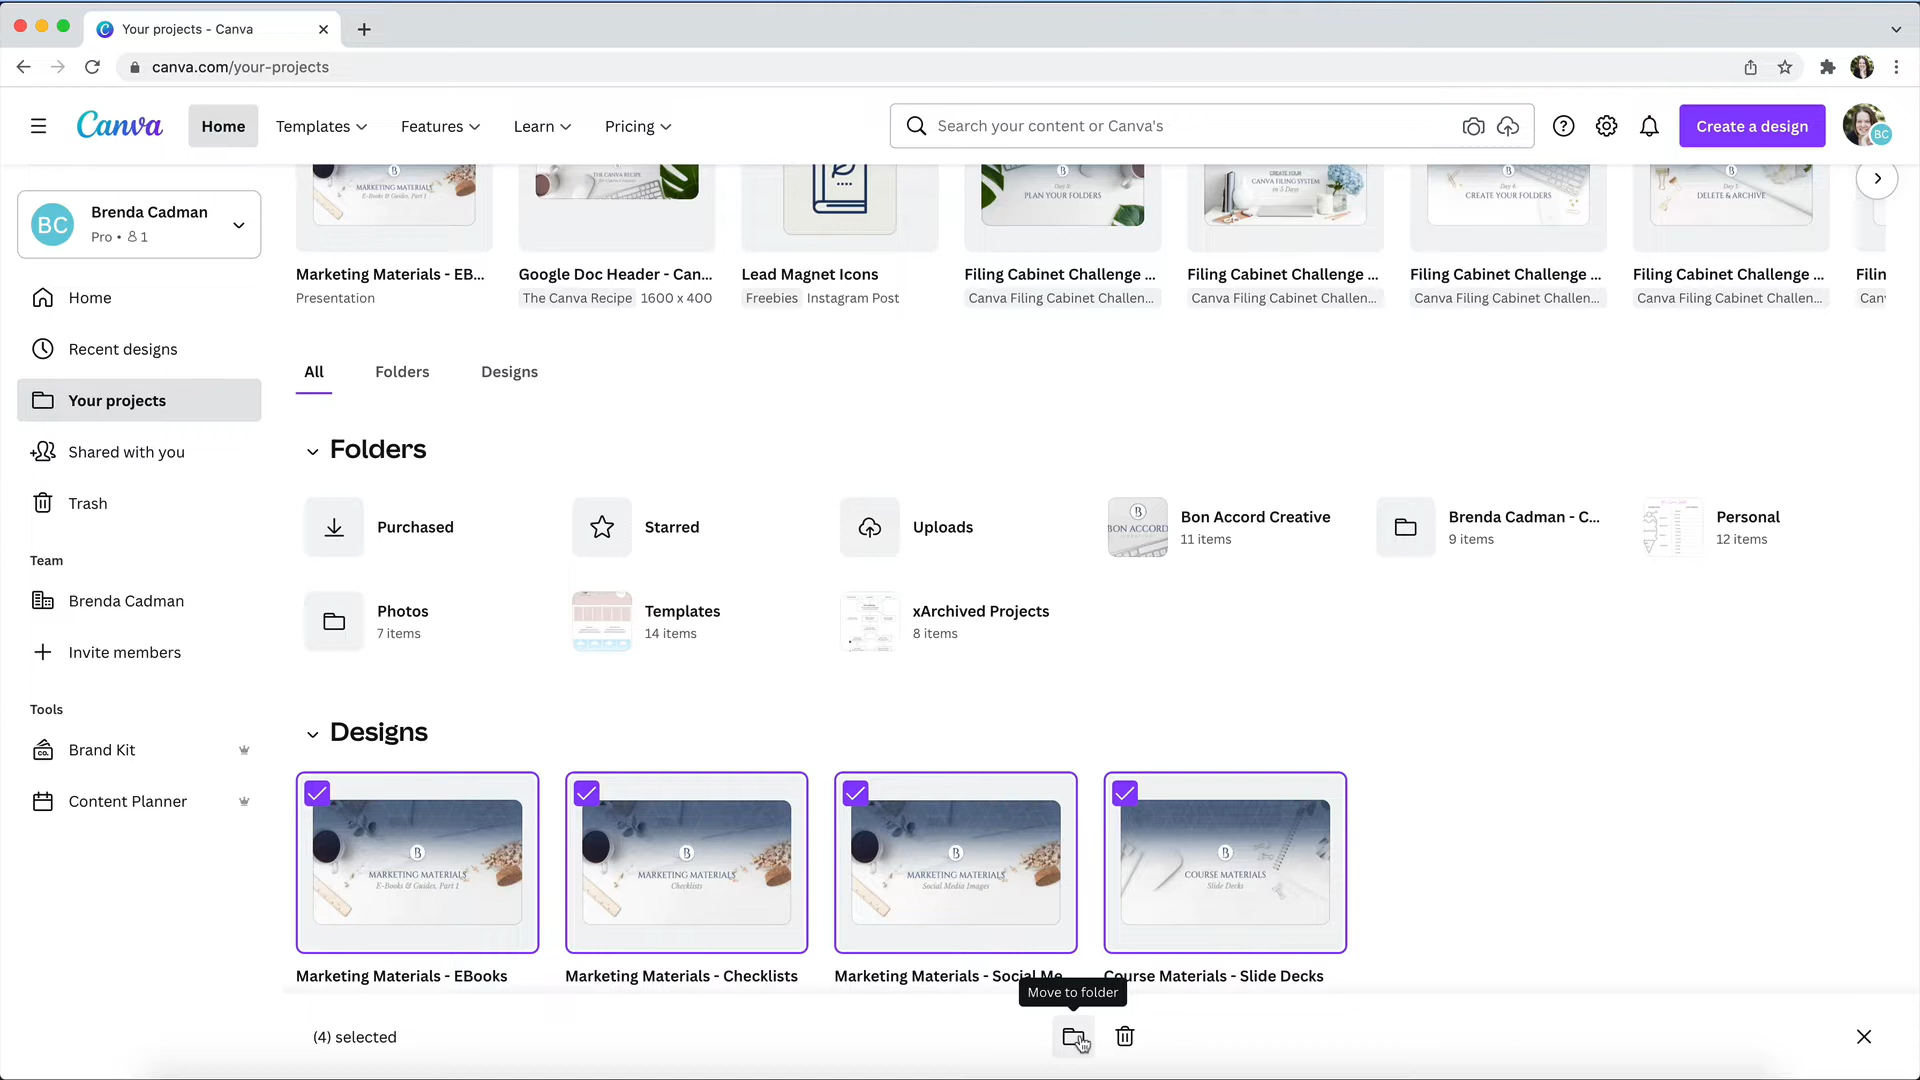 Your projects - Canva
canva.com/your-projects
Canva
Home
Templates
Features
Learn
Pricing
Search your content or Canva's
Create a design
BC
BC
Brenda Cadman
Pro • 1
Home
Recent designs
Your projects
Shared with you
Trash
Team
Brenda Cadman
Invite members
Tools
Brand Kit
Content Planner
B
MARKETING MATERIALS
E-Books & Guides, Part 1
Marketing Materials - EB...
Presentation
THE CANVA RECIPE
Google Doc Header - Can...
The Canva Recipe 1600 x 400
Lead Magnet Icons
Freebies Instagram Post
B
PLAN YOUR FOLDERS
Filing Cabinet Challenge ...
Canva Filing Cabinet Challen...
CREATE YOUR
CANVA FILING SYSTEM
in 5 Days
Filing Cabinet Challenge ...
Canva Filing Cabinet Challen...
B
Day 4:
CREATE YOUR FOLDERS
Filing Cabinet Challenge ...
Canva Filing Cabinet Challen...
B
DELETE & ARCHIVE
Filing Cabinet Challenge ...
Canva Filing Cabinet Challen...
Filin
Can
All
Folders
Designs
Folders
Purchased
Starred
Uploads
B
BON ACCORD
Bon Accord Creative
11 items
Brenda Cadman - C...
9 items
Personal
12 items
Photos
7 items
Templates
14 items
xArchived Projects
8 items
Designs
B
MARKETING MATERIALS
E-Books & Guides, Part 1
Marketing Materials - EBooks
B
MARKETING MATERIALS
Checklists
Marketing Materials - Checklists
B
MARKETING MATERIALS
Social Media Images
Marketing Materials - Social Me
B
COURSE MATERIALS
Slide Decks
Course Materials - Slide Decks
Move to folder
(4) selected